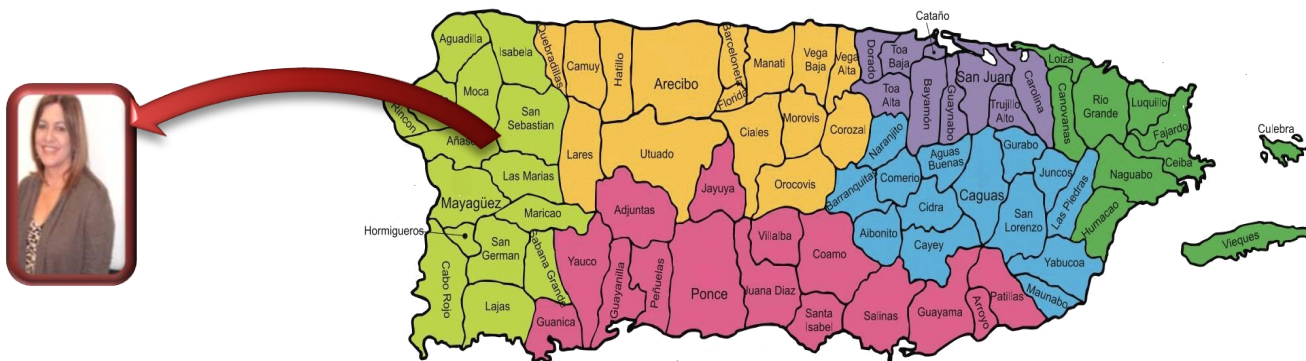 Aguadilla
Isabela
Quebradillas
Camuy
Hatillo
Arecibo
Barceloneta
Florida
Manati
Vega
Baja
Vega
Alta
Dorado
Toa
Baja
Cataño
Toa
Alta
Bayamón
Guaynabo
San Juan
Trujillo
Alto
Carolina
Loiza
Canovanas
Rio
Grande
Luquillo
Fajardo
Ceiba
Culebra
Moca
Rincon
San
Sebastian
Las Marias
Lares
Utuado
Ciales
Morovis
Corozal
Orocovis
Naranjito
Barranquitas
Comerio
Aguas
Buenas
Caguas
Gurabo
Juncos
Las Piedras
Naguabo
Humacao
Vieques
Mayagüez
Maricao
Hormigueros
San
German
Sabana Grande
Cabo Rojo
Lajas
Adjuntas
Jayuya
Yauco
Guanica
Guayanilla
Peñuelas
Ponce
Villalba
Juana Diaz
Coamo
Santa
Isabel
Aibonito
Cidra
Cayey
San
Lorenzo
Yabucoa
Maunabo
Salinas
Guayama
Arroyo
Patillas